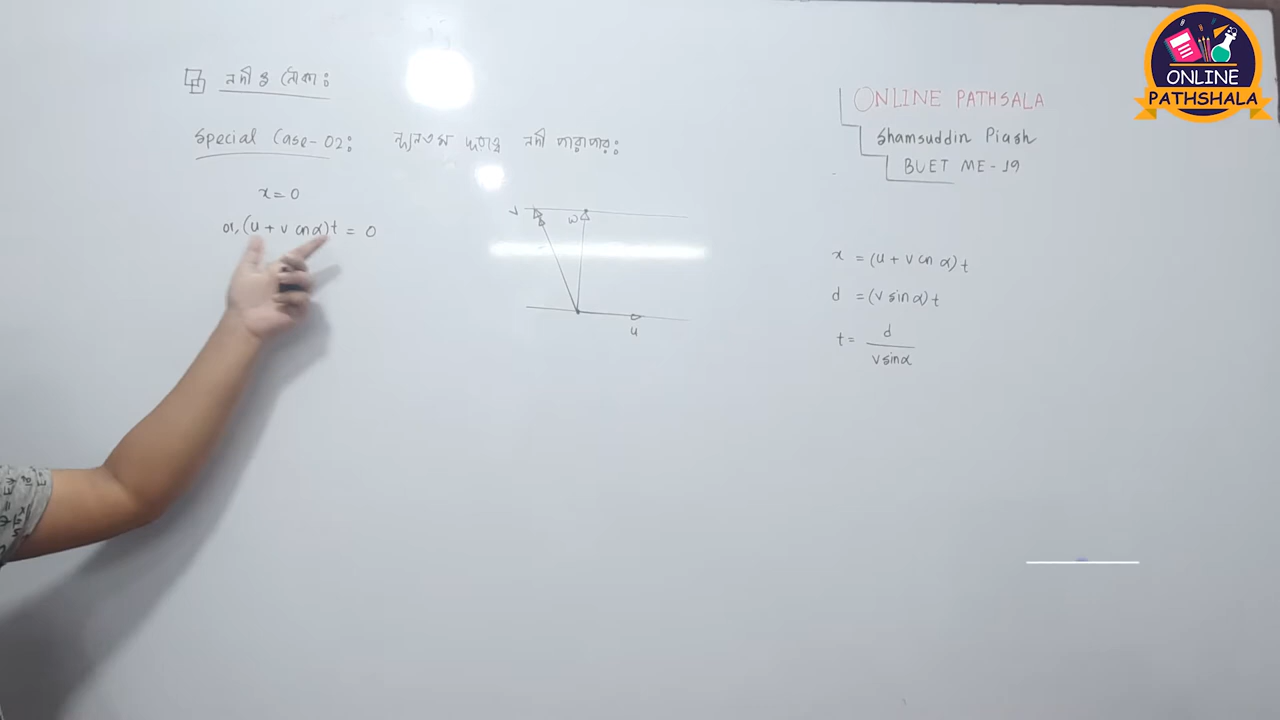 নদী ও নৌকা:
Special Case-02: ন্যূনতম দূরত্বে নদী পারাপার:
x = 0
or, (u + v cos α)t = 0
v
w
u
ONLINE PATHSALA
Shamsuddin Piash
BUET ME-19
x = (u + v cos α) t
d = (v sin α) t
t = d / v sin α
ONLINE
PATHSHALA